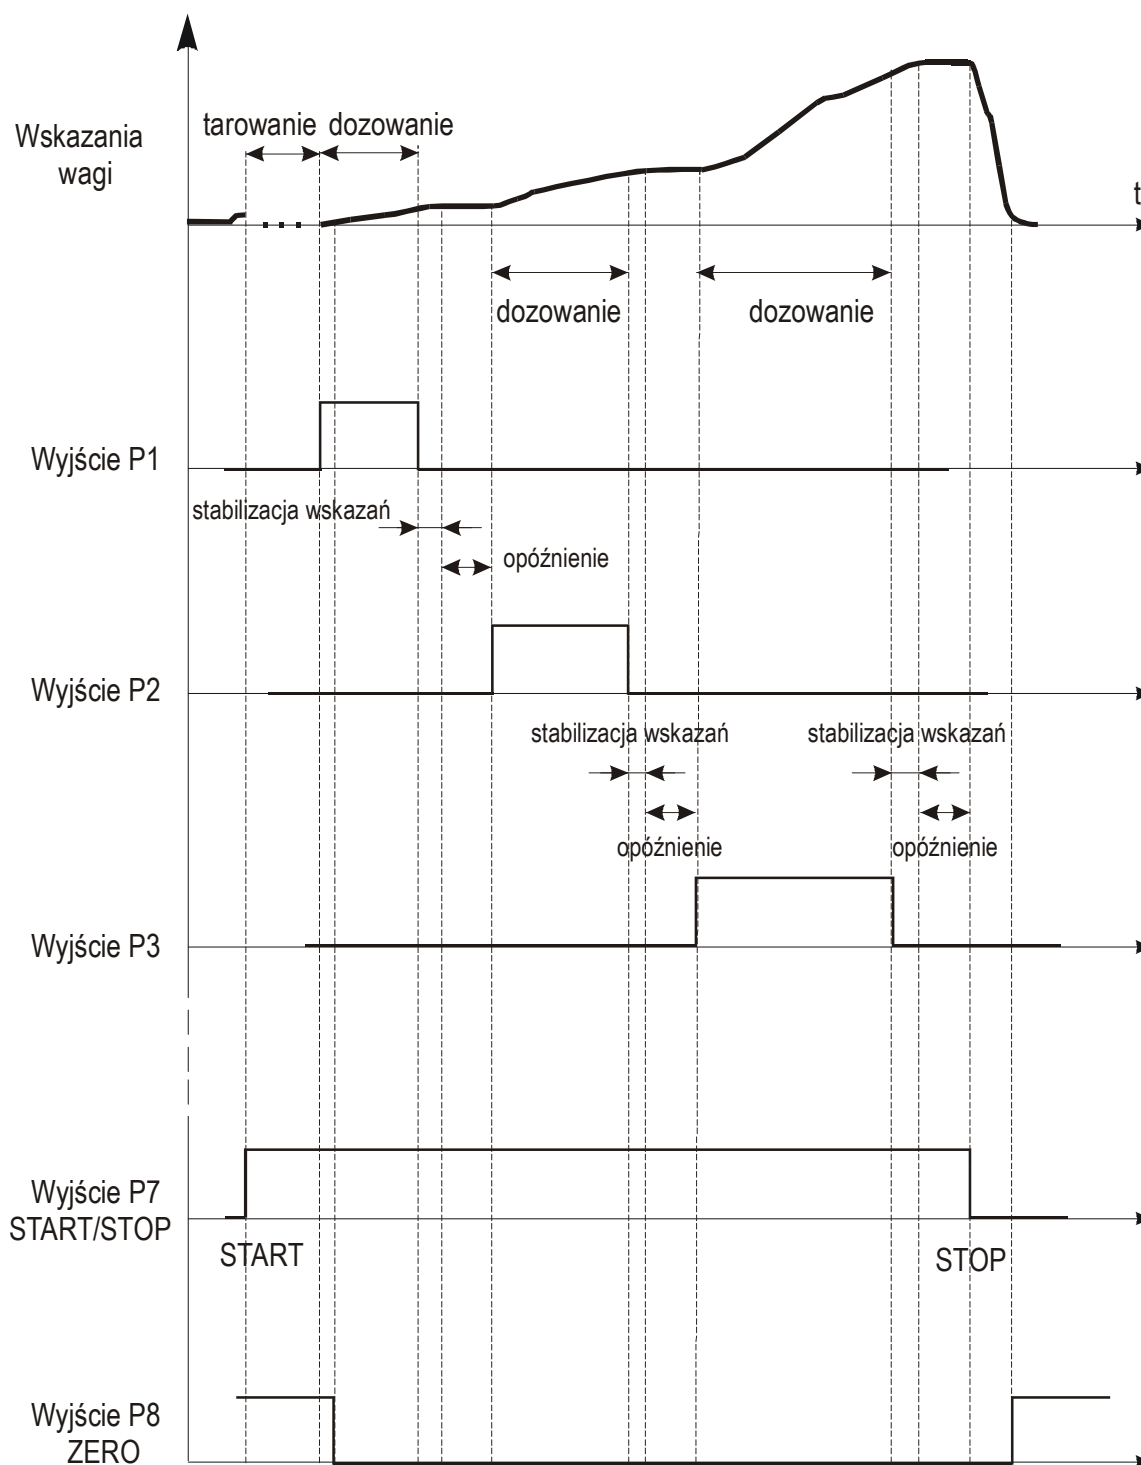 tarowanie dozowanie
Wskazania
wagi
t
dozowanie
dozowanie
Wyjście P1
stabilizacja wskazań
opóźnienie
Wyjście P2
stabilizacja wskazań
stabilizacja wskazań
opóźnienie
opóźnienie
Wyjście P3
Wyjście P7
START/STOP
START
STOP
Wyjście P8
ZERO